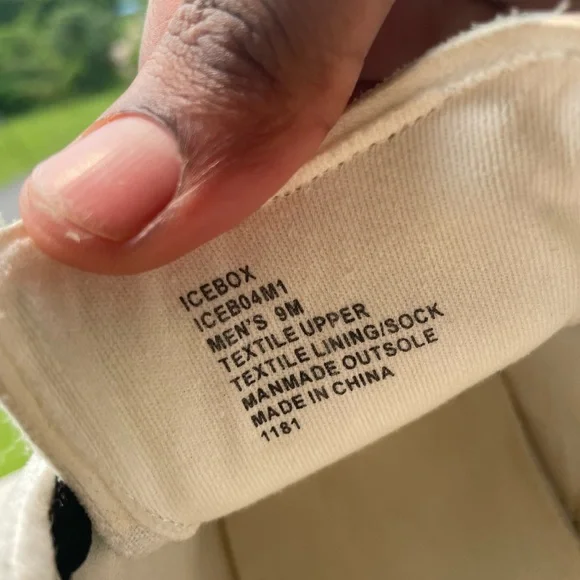 ICEBOX
ICEB04M1
MEN'S 9M
TEXTILE UPPER
TEXTILE LINING/SOCK
MANMADE OUTSOLE
MADE IN CHINA
1181